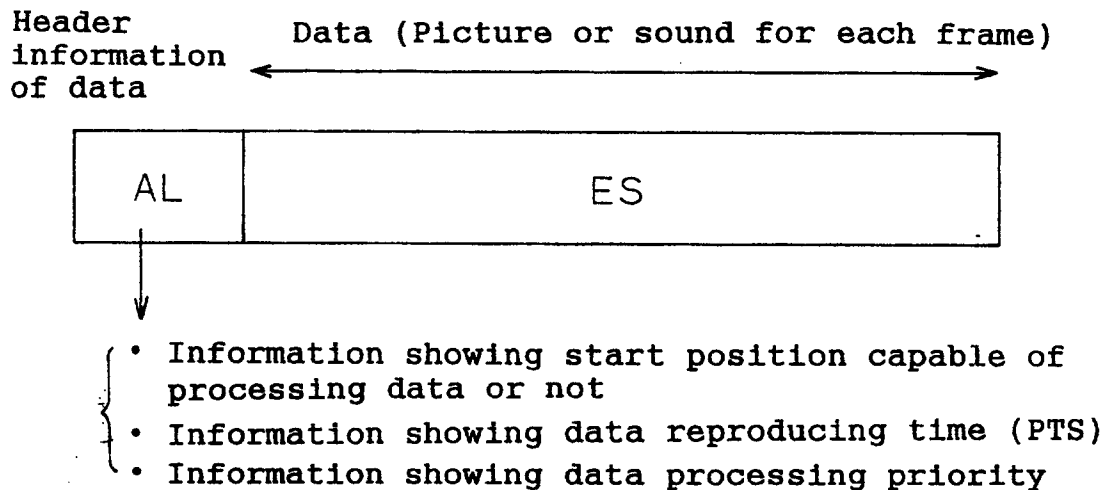 Header
information
of data
Data (Picture or sound for each frame)
AL
ES
• Information showing start position capable of
processing data or not
• Information showing data reproducing time (PTS)
• Information showing data processing priority